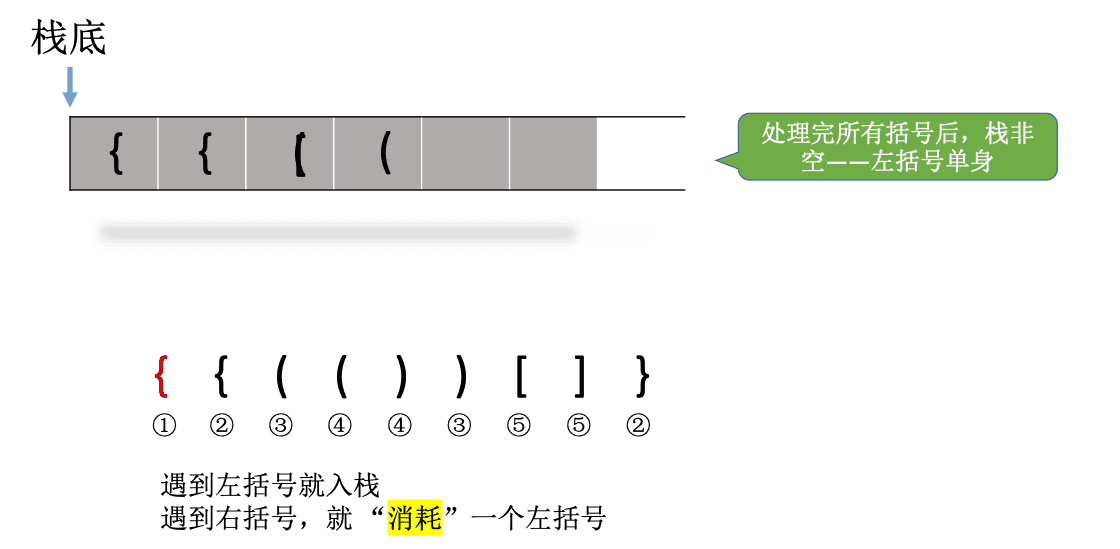 栈底
{ { [ (
处理完所有括号后，栈非
空——左括号单身
{ { ( ( ) ) [ ] }
① ② ③ ④ ④ ③ ⑤ ⑤ ②
遇到左括号就入栈
遇到右括号，就“消耗”一个左括号